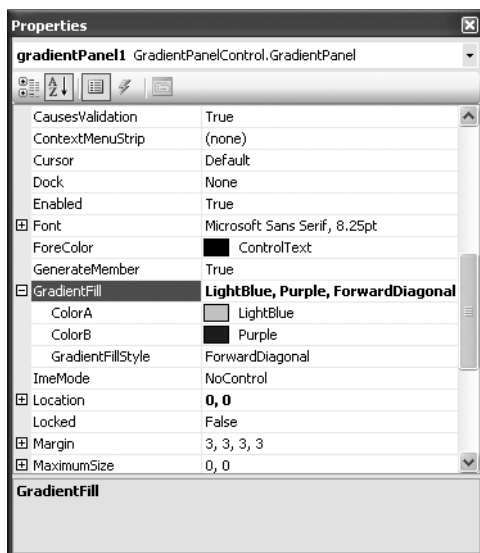 Properties
gradientPanel1 GradientPanelControl.GradientPanel
CausesValidation True
ContextMenuStrip (none)
Cursor Default
Dock None
Enabled True
Font Microsoft Sans Serif, 8.25pt
ForeColor ControlText
GenerateMember True
GradientFill LightBlue, Purple, ForwardDiagonal
ColorA LightBlue
ColorB Purple
GradientFillStyle ForwardDiagonal
ImeMode NoControl
Location 0, 0
Locked False
Margin 3, 3, 3, 3
MaximumSize 0, 0
GradientFill